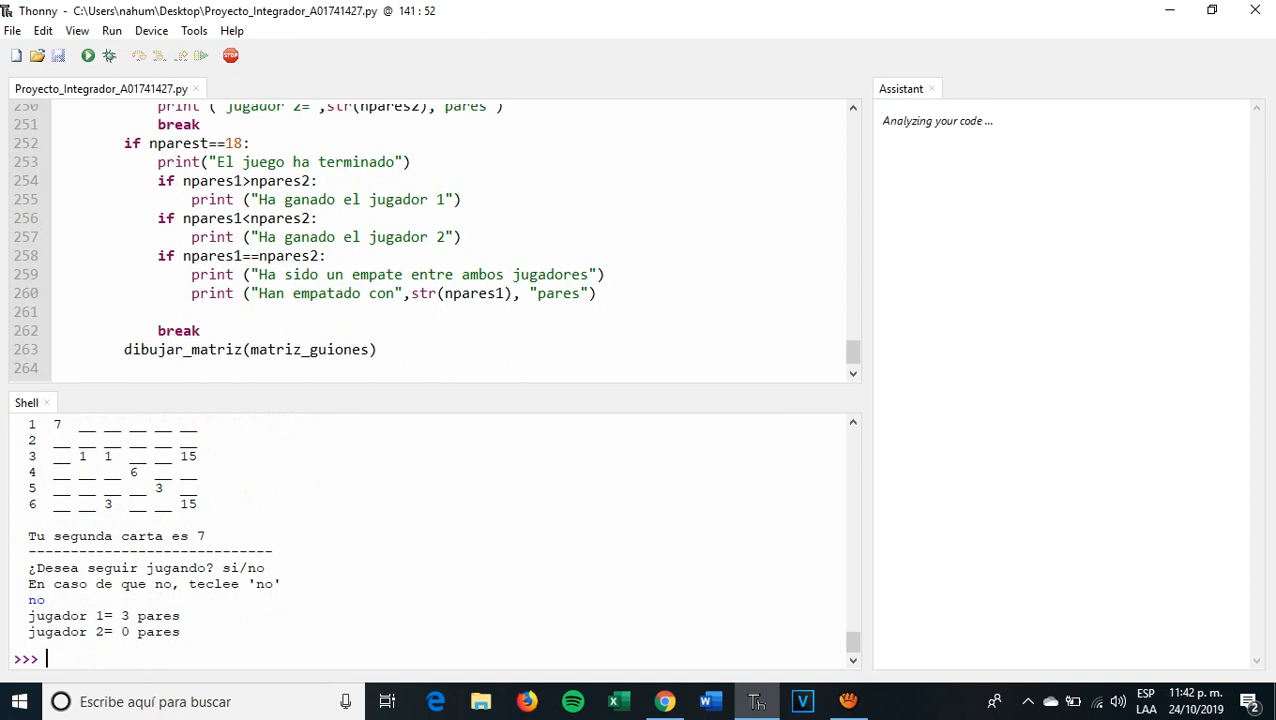 Thonny - C:\Users\nahum\Desktop\Proyecto_Integrador_A01741427.py @ 141 : 52
File Edit View Run Device Tools Help
STOP
Proyecto_Integrador_A01741427.py ×
Assistant ×
Analyzing your code ...
250 print ("jugador 2=",str(npares2),"pares")
251 break
252 if nparest==18:
253 print("El juego ha terminado")
254 if npares1>npares2:
255 print ("Ha ganado el jugador 1")
256 if npares1<npares2:
257 print ("Ha ganado el jugador 2")
258 if npares1==npares2:
259 print ("Ha sido un empate entre ambos jugadores")
260 print ("Han empatado con",str(npares1), "pares")
261
262 break
263 dibujar_matriz(matriz_guiones)
264
Shell ×
1 7 __ __ __ __ __
2 __ __ __ __ __ __
3 __ 1 1 __ __ 15
4 __ __ __ 6 __ __
5 __ __ __ __ 3 __
6 __ __ 3 __ __ 15
Tu segunda carta es 7
-----------------------------
¿Desea seguir jugando? si/no
En caso de que no, teclee 'no'
no
jugador 1= 3 pares
jugador 2= 0 pares
>>>
Escribe aquí para buscar
ESP
LAA
11:42 p. m.
24/10/2019
2